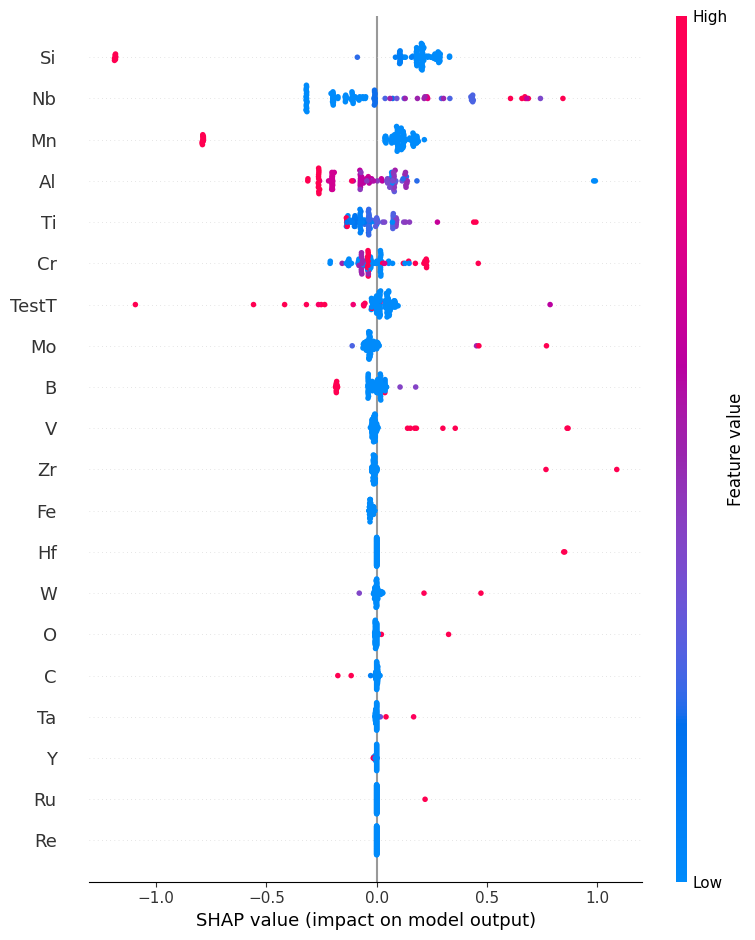 High
Si
Nb
Mn
Al
Ti
Cr
TestT
Mo
B
V
Zr
Fe
Hf
W
O
C
Ta
Y
Ru
Re
Feature value
Low
−1.0 −0.5 0.0 0.5 1.0
SHAP value (impact on model output)